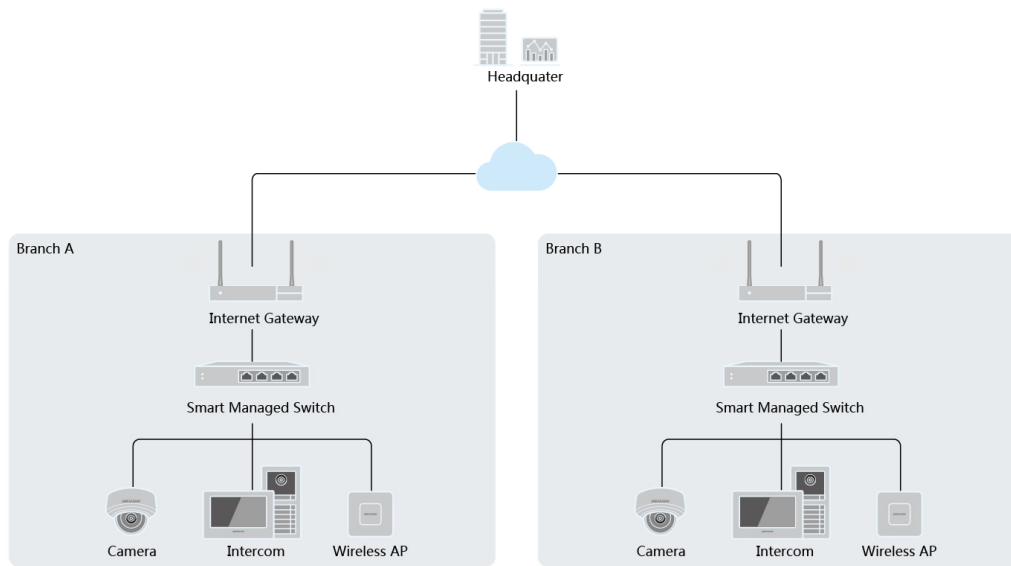 Headquater
Branch A
Branch B
Internet Gateway
Internet Gateway
Smart Managed Switch
Smart Managed Switch
Camera
Intercom
Wireless AP
Camera
Intercom
Wireless AP